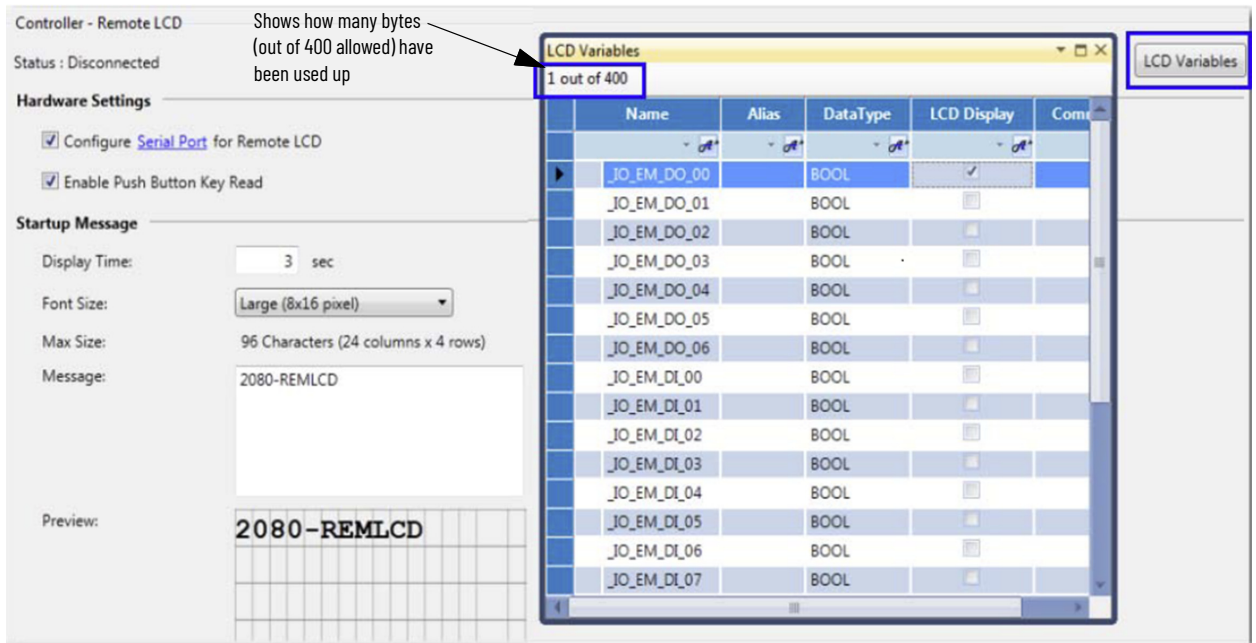 Controller - Remote LCD
Shows how many bytes
(out of 400 allowed) have
been used up
Status : Disconnected
LCD Variables
1 out of 400
LCD Variables
Hardware Settings
Configure Serial Port for Remote LCD
Enable Push Button Key Read
Startup Message
Display Time: 3 sec
Font Size: Large (8x16 pixel)
Max Size: 96 Characters (24 columns x 4 rows)
Message: 2080-REMLCD
Preview: 2080-REMLCD
Name Alias DataType LCD Display
_IO_EM_DO_00 BOOL
_IO_EM_DO_01 BOOL
_IO_EM_DO_02 BOOL
_IO_EM_DO_03 BOOL
_IO_EM_DO_04 BOOL
_IO_EM_DO_05 BOOL
_IO_EM_DO_06 BOOL
_IO_EM_DI_00 BOOL
_IO_EM_DI_01 BOOL
_IO_EM_DI_02 BOOL
_IO_EM_DI_03 BOOL
_IO_EM_DI_04 BOOL
_IO_EM_DI_05 BOOL
_IO_EM_DI_06 BOOL
_IO_EM_DI_07 BOOL